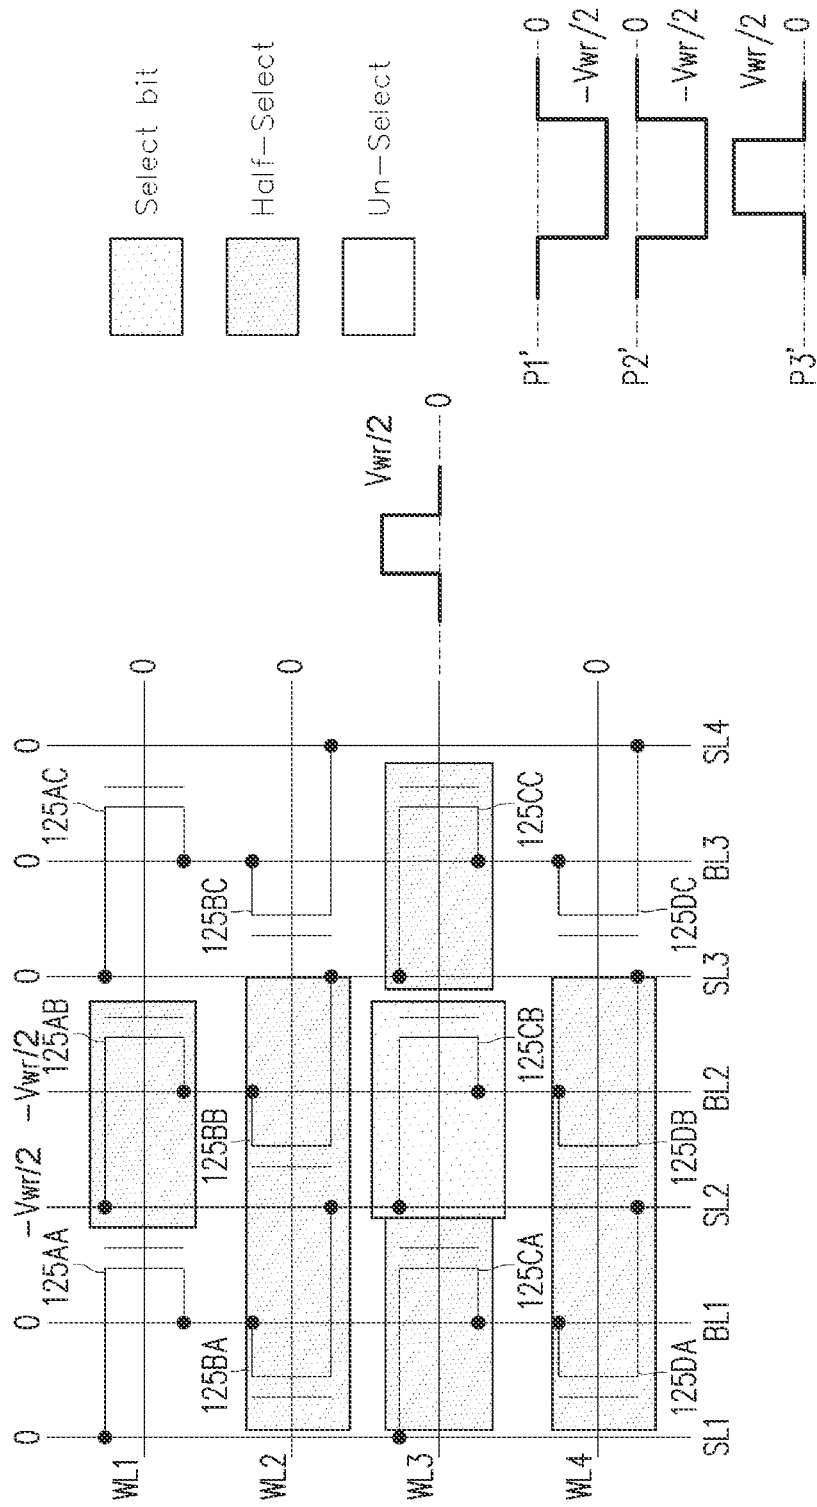 0 0 -Vwr/2 -Vwr/2 0 0 0
125AA 125AB 125AC
WL1 0
125BA 125BB 125BC
WL2 0
WL3 Vwr/2 0
125CA 125CB 125CC
WL4 0
125DA 125DB 125DC
SL1 BL1 SL2 BL2 SL3 BL3 SL4
Select bit
Half-Select
Un-Select
P1' 0
-Vwr/2
P2' 0
-Vwr/2
Vwr/2
P3' 0